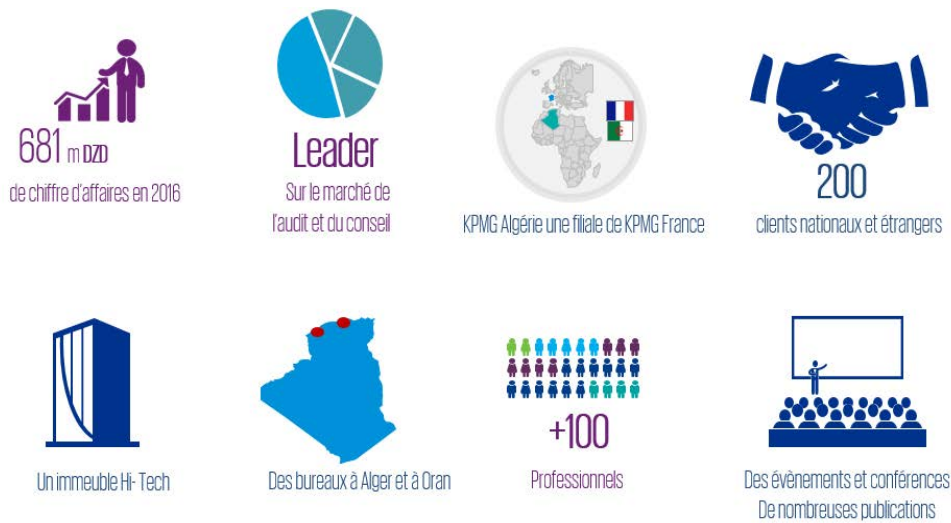 681 m DZD
de chiffre d'affaires en 2016
Leader
Sur le marché de
l'audit et du conseil
KPMG Algérie une filiale de KPMG France
200
clients nationaux et étrangers
Un immeuble Hi-Tech
Des bureaux à Alger et à Oran
+100
Professionnels
Des évènements et conférences
De nombreuses publications